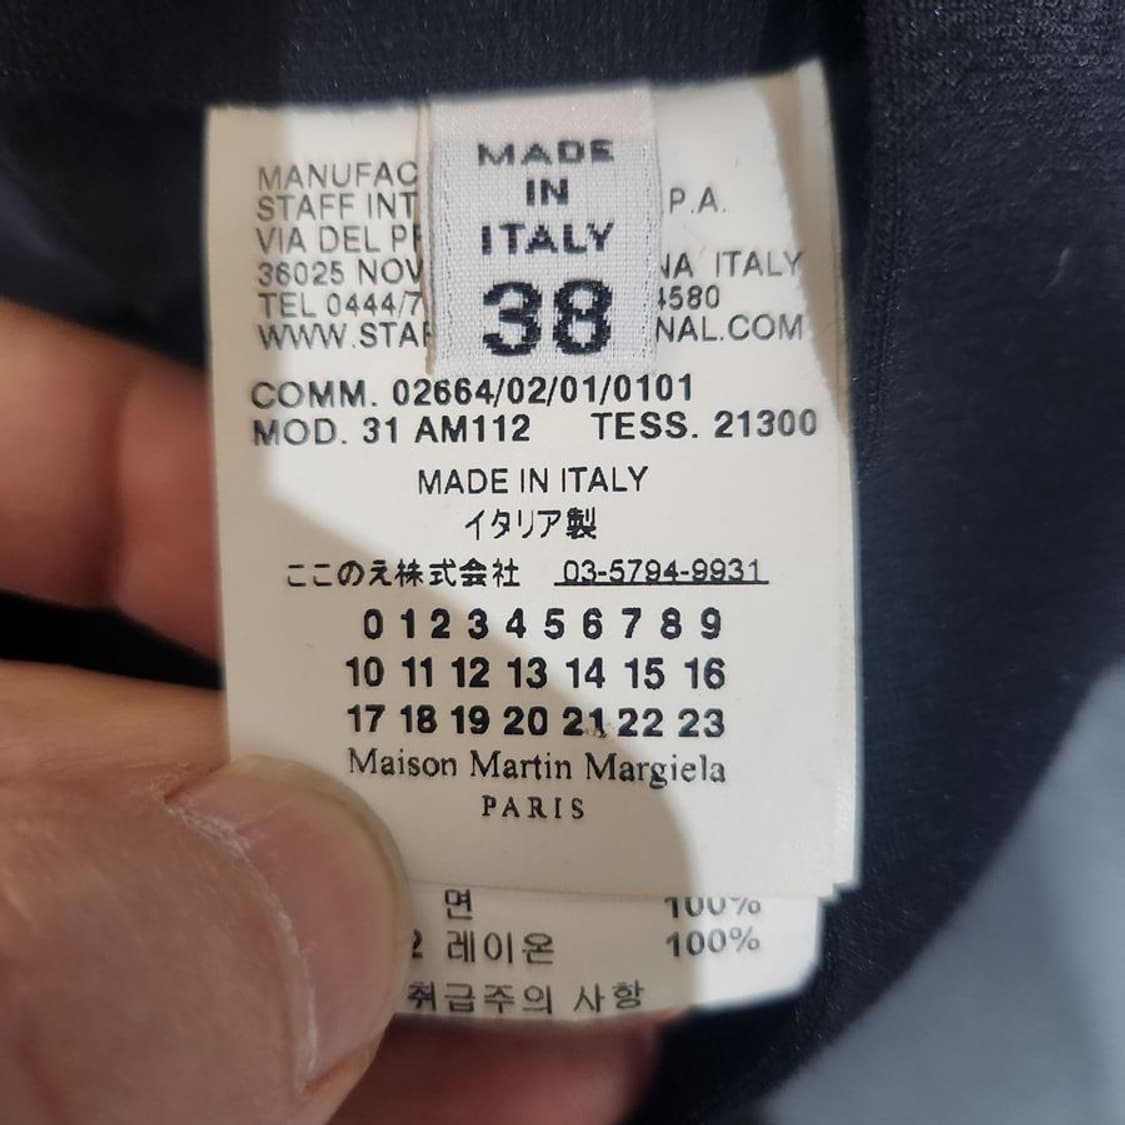 MADE
IN
ITALY
38
MANUFAC
STAFF INT P.A.
VIA DEL P
36025 NOV NA ITALY
TEL 0444/7 4580
WWW.STAF NAL.COM
COMM. 02664/02/01/0101
MOD. 31 AM112 TESS. 21300
MADE IN ITALY
イタリア製
ここのえ株式会社 03-5794-9931
0 1 2 3 4 5 6 7 8 9
10 11 12 13 14 15 16
17 18 19 20 21 22 23
Maison Martin Margiela
PARIS
면 100%
2 레이온 100%
취급주의 사항